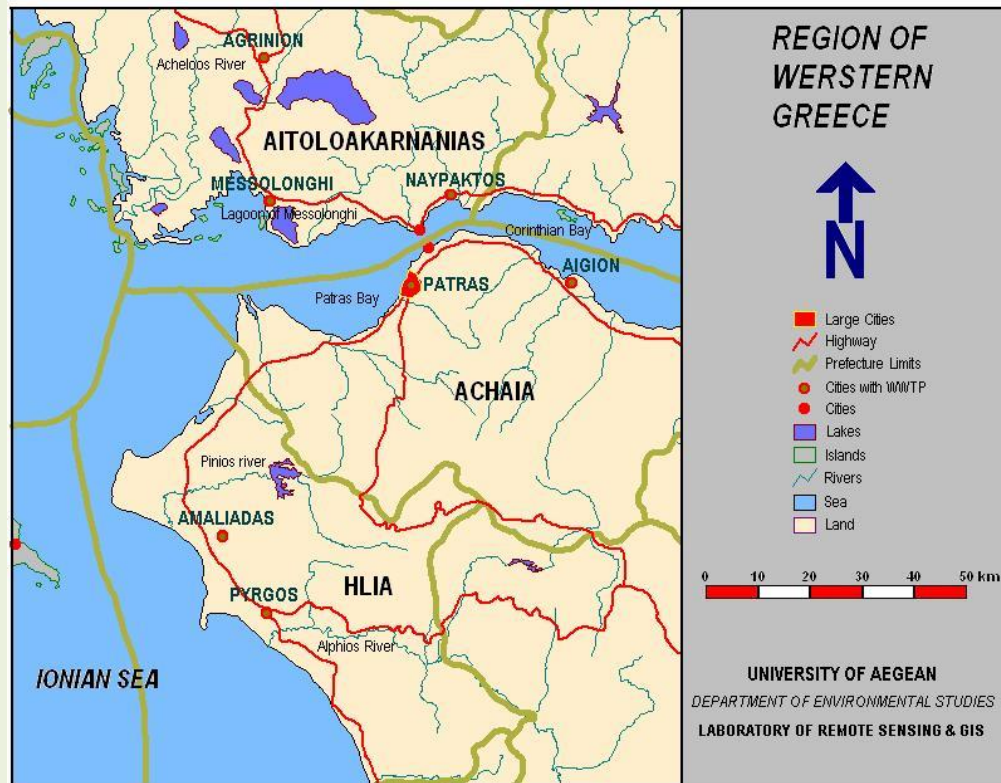 AGRINION
Acheloos River
AITOLOAKARNANIAS
MESSOLONGHI
NAYPAKTOS
Lagoon of Messolonghi
Corinthian Bay
AIGION
Patras Bay
PATRAS
ACHAIA
Pinios river
AMALIADAS
HLIA
PYRGOS
Alphios River
IONIAN SEA
REGION OF
WERSTERN
GREECE
N
Large Cities
Highway
Prefecture Limits
Cities with WWTP
Cities
Lakes
Islands
Rivers
Sea
Land
0 10 20 30 40 50 km
UNIVERSITY OF AEGEAN
DEPARTMENT OF ENVIRONMENTAL STUDIES
LABORATORY OF REMOTE SENSING & GIS